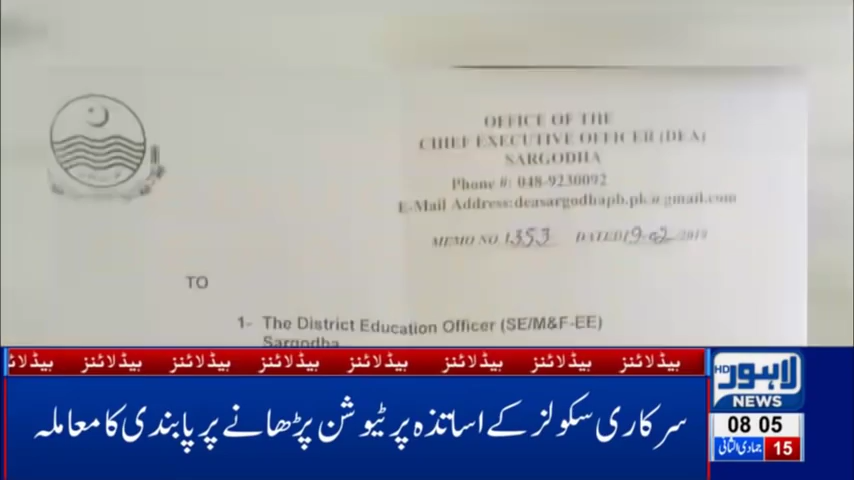 OFFICE OF THE
CHIEF EXECUTIVE OFFICER (DEA)
SARGODHA
Phone #: 048-9230092
E-Mail Address:deasargodhapb.pk@gmail.com
MEMO NO 1353 DATED 19-02/2019
TO
1- The District Education Officer (SE/M&F-EE)
Sargodha
ہیڈلائنز ہیڈلائنز ہیڈلائنز ہیڈلائنز ہیڈلائنز ہیڈلائنز ہیڈلائنز ہیڈلائنز
سرکاری سکولز کے اساتذہ پر ٹیوشن پڑھانے پر پابندی کا معاملہ
لاہور HD
NEWS
08 05
15 جمادی الثانی